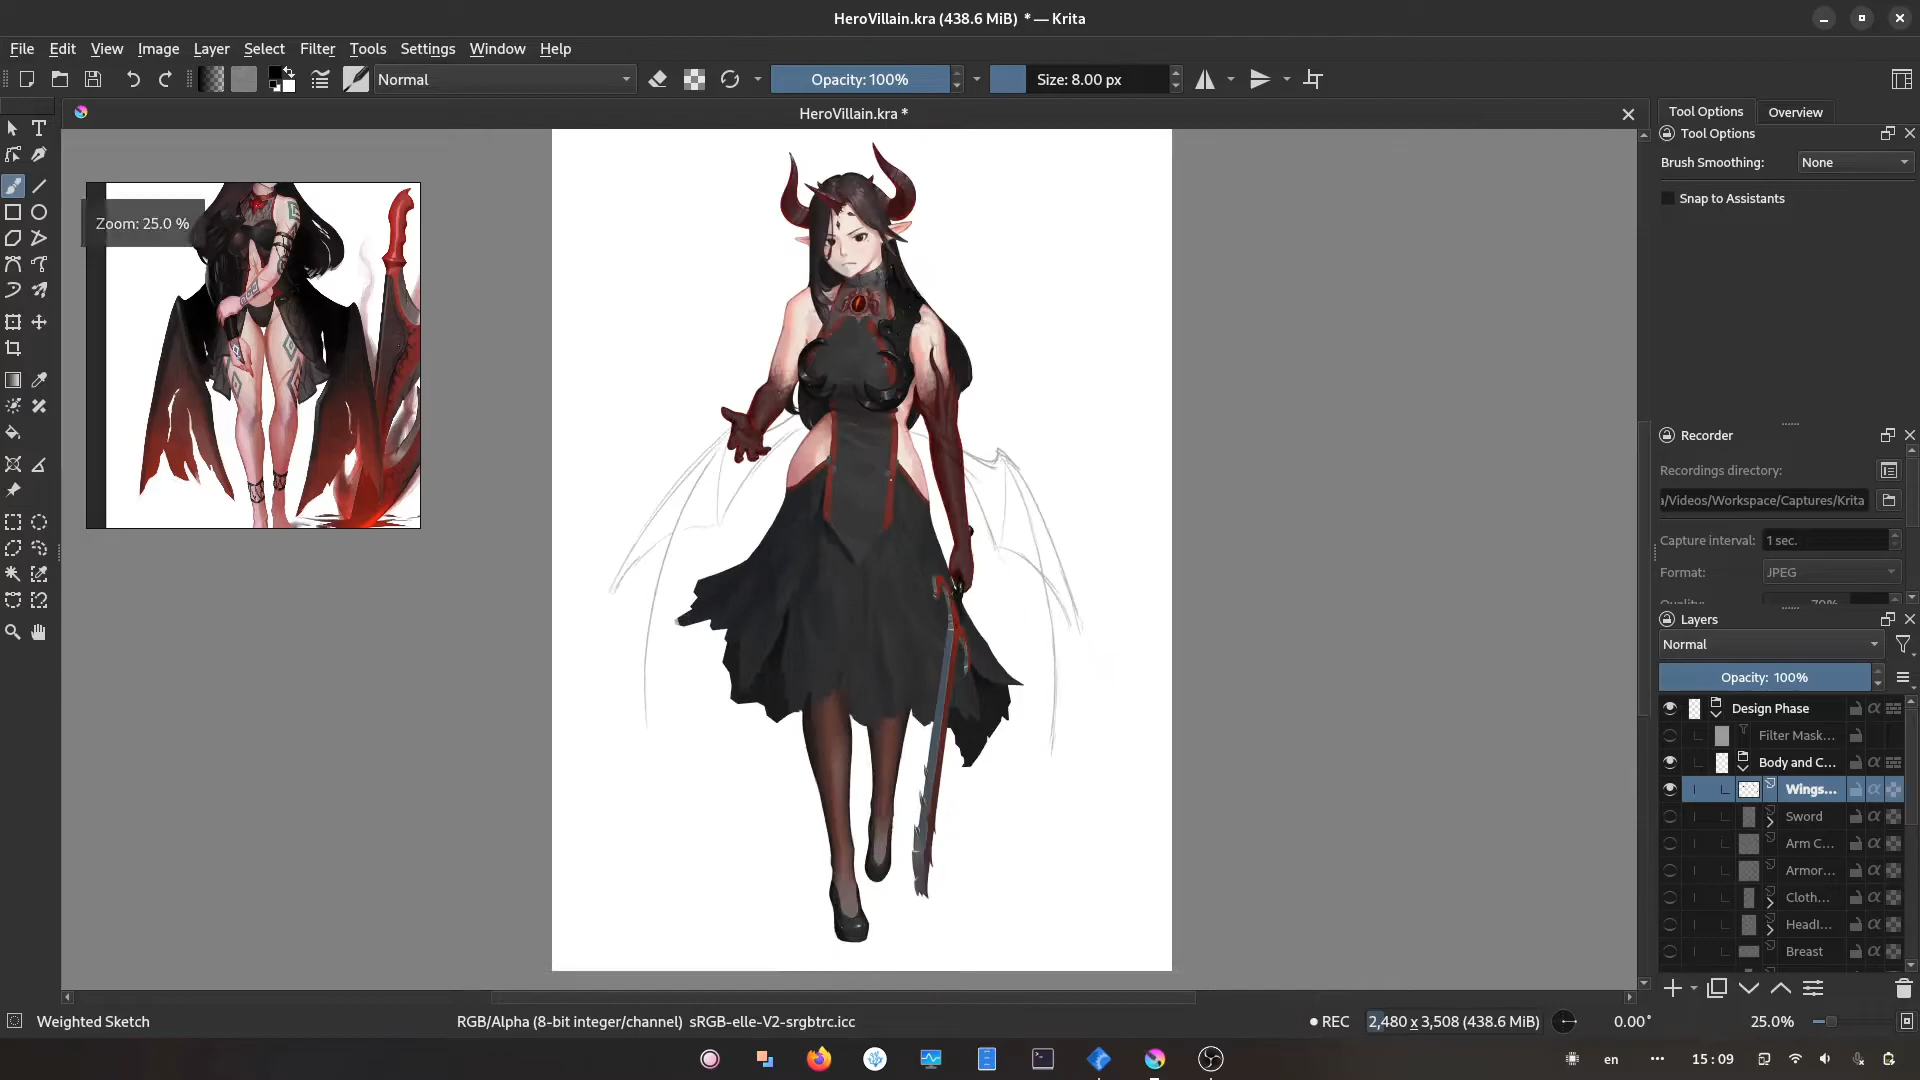 HeroVillain.kra (438.6 MiB) * — Krita
File Edit View Image Layer Select Filter Tools Settings Window Help
Normal
Opacity: 100%
Size: 8.00 px
HeroVillain.kra *
Zoom: 25.0 %
Tool Options
Overview
Tool Options
Brush Smoothing:
None
Snap to Assistants
Recorder
Recordings directory:
/Videos/Workspace/Captures/Krita
Capture interval:
1 sec.
Format:
JPEG
Layers
Normal
Opacity: 100%
Design Phase
Filter Mask...
Body and C...
Wings...
Sword
Arm C...
Armor...
Cloth...
HeadI...
Breast
Weighted Sketch
RGB/Alpha (8-bit integer/channel) sRGB-elle-V2-srgbtrc.icc
REC
2,480 x 3,508 (438.6 MiB)
0.00°
25.0%
en
15:09